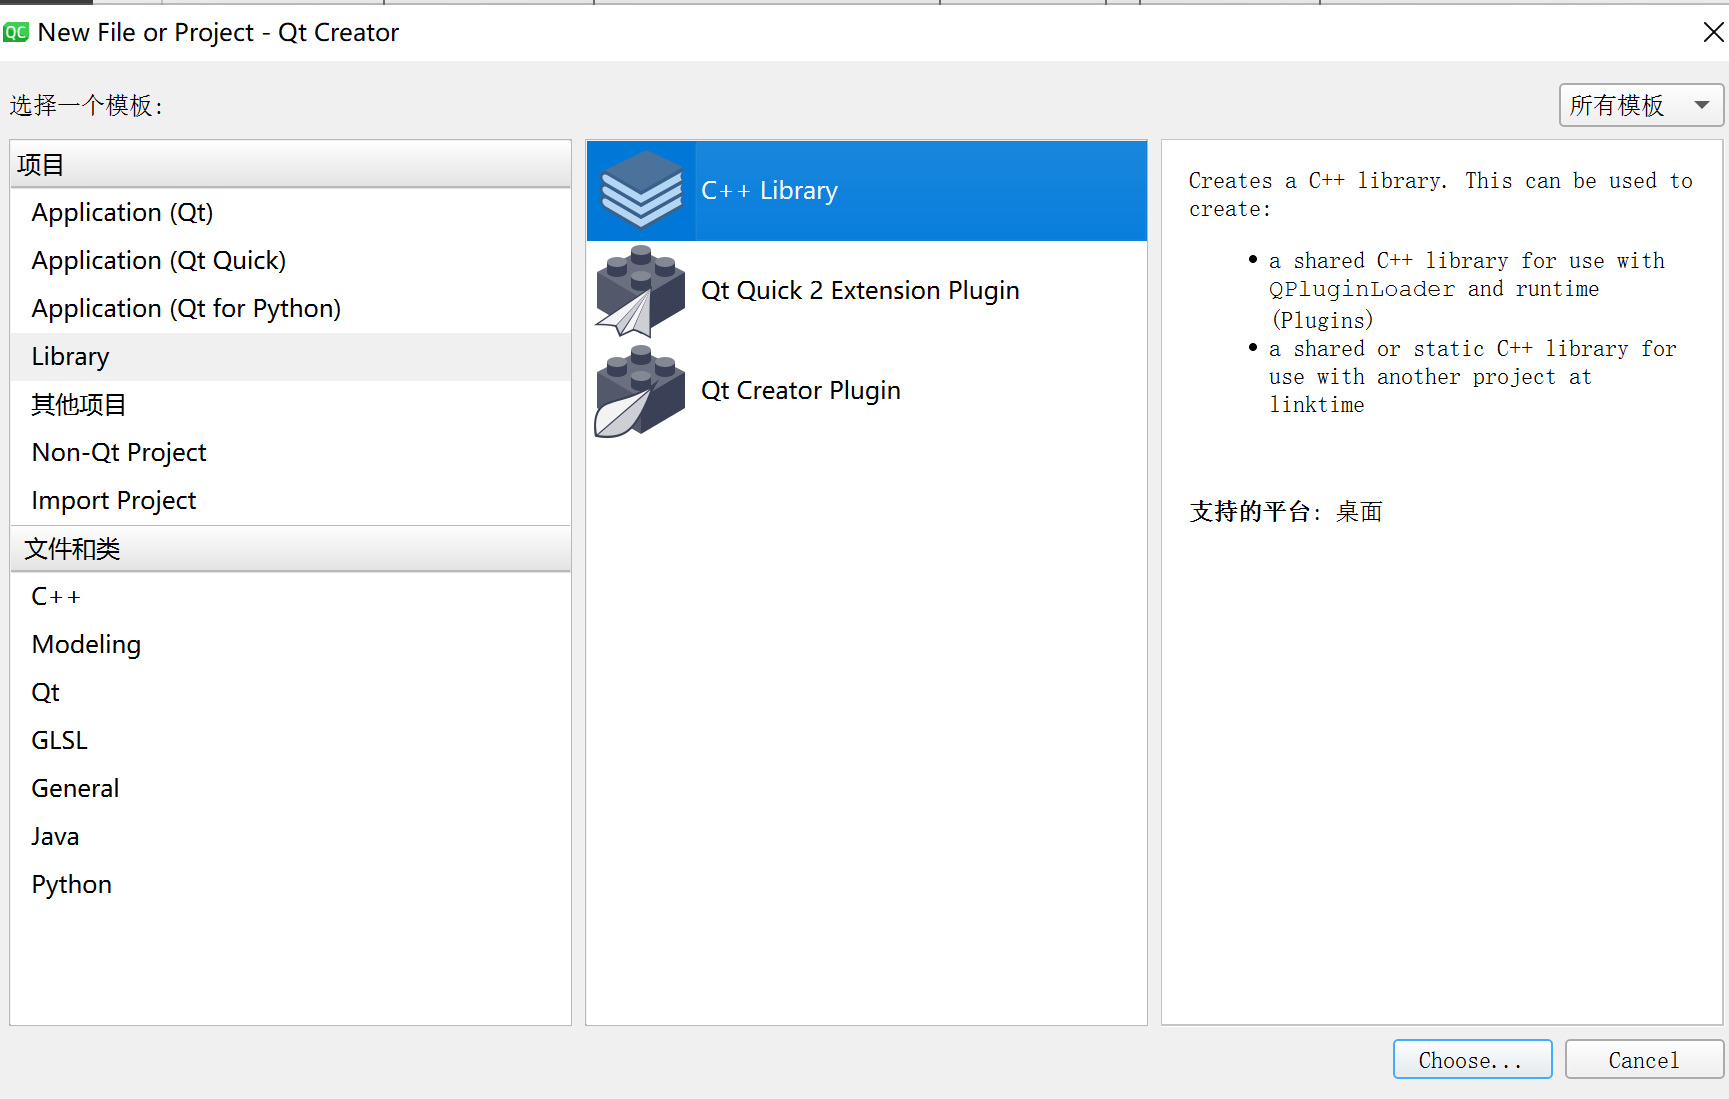 QC New File or Project - Qt Creator
选择一个模板:
所有模板
项目
Application (Qt)
Application (Qt Quick)
Application (Qt for Python)
Library
其他项目
Non-Qt Project
Import Project
文件和类
C++
Modeling
Qt
GLSL
General
Java
Python
C++ Library
Qt Quick 2 Extension Plugin
Qt Creator Plugin
Creates a C++ library. This can be used to
create:
• a shared C++ library for use with
QPluginLoader and runtime
(Plugins)
• a shared or static C++ library for
use with another project at
linktime
支持的平台: 桌面
Choose...
Cancel